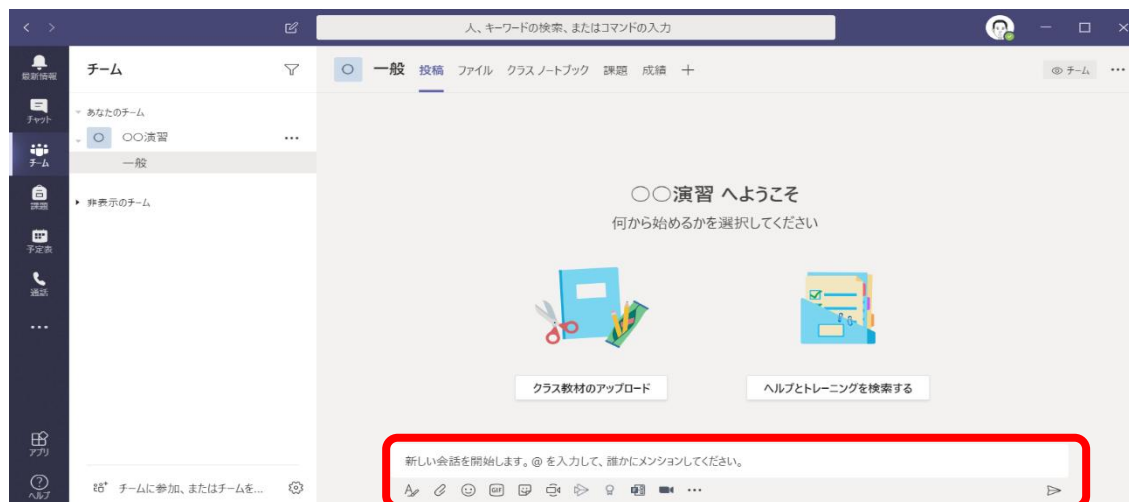 人、キーワードの検索、またはコマンドの入力
最新情報
チャット
チーム
課題
予定表
通話
アプリ
ヘルプ
チーム
あなたのチーム
〇 〇〇演習
一般
非表示のチーム
チームに参加、またはチームを...
〇 一般 投稿 ファイル クラス ノートブック 課題 成績
チーム
〇〇演習 へようこそ
何から始めるかを選択してください
クラス教材のアップロード
ヘルプとトレーニングを検索する
新しい会話を開始します。@ を入力して、誰かにメンションしてください。
GIF